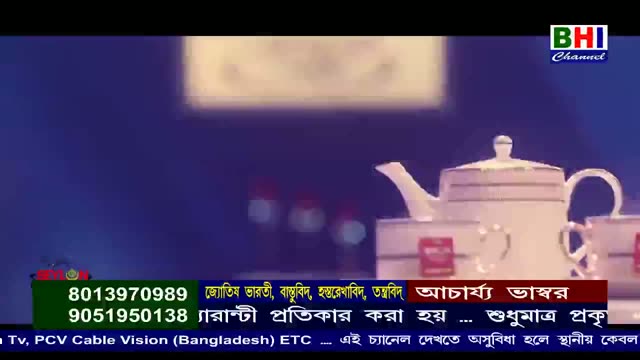 BHI
Channel
8013970989 জ্যোতিষ ভারতী, বাস্তুবিদ, হস্তরেখাবিদ, তন্ত্রবিদ্ আচার্য্য ভাস্বর
9051950138 রান্টী প্রতিকার করা হয় ... শুধুমাত্র প্রকৃ
Tv, PCV Cable Vision (Bangladesh) ETC .... এই চ্যানেল দেখতে অসুবিধা হলে স্থানীয় কেবল